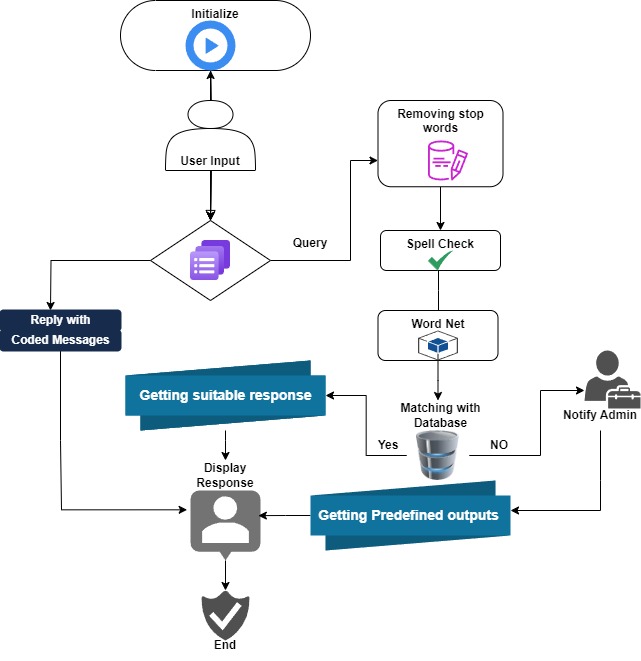 Initialize
User Input
Removing stop
words
Query
Spell Check
Reply with
Coded Messages
Word Net
Getting suitable response
Matching with
Database
Yes
NO
Notify Admin
Display
Response
Getting Predefined outputs
End